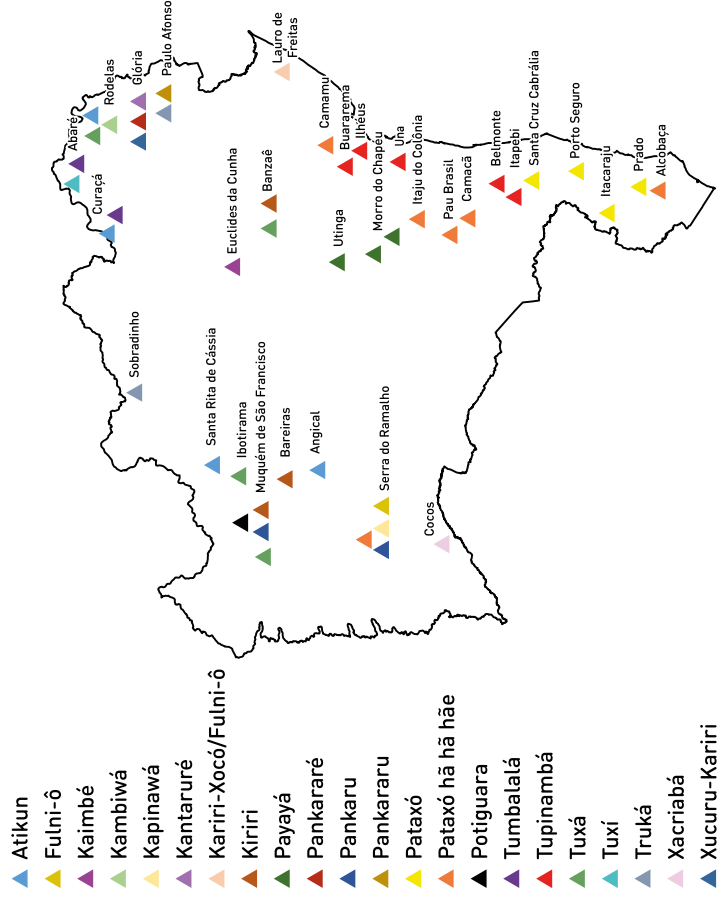 Atikun
Fulni-ô
Kaimbé
Kambiwá
Kapinawá
Kantaruré
Kariri-Xocó/Fulni-ô
Kiriri
Payayá
Pankararé
Pankaru
Pankararu
Pataxó
Pataxó hã hã hãe
Potiguara
Tumbalalá
Tupinambá
Tuxá
Tuxí
Truká
Xacriabá
Xucuru-Kariri
Abaré
Rodelas
Glória
Paulo Afonso
Curaçá
Sobradinho
Lauro de
Freitas
Euclides da Cunha
Banzaê
Camamu
Buararema
Ilhéus
Una
Utinga
Morro do Chapéu
Itaju do Colônia
Pau Brasil
Camacã
Belmonte
Itapebi
Santa Cruz Cabrália
Porto Seguro
Itacaraju
Prado
Alcobaça
Santa Rita de Cássia
Ibotirama
Muquém de São Francisco
Bareiras
Angical
Serra do Ramalho
Cocos